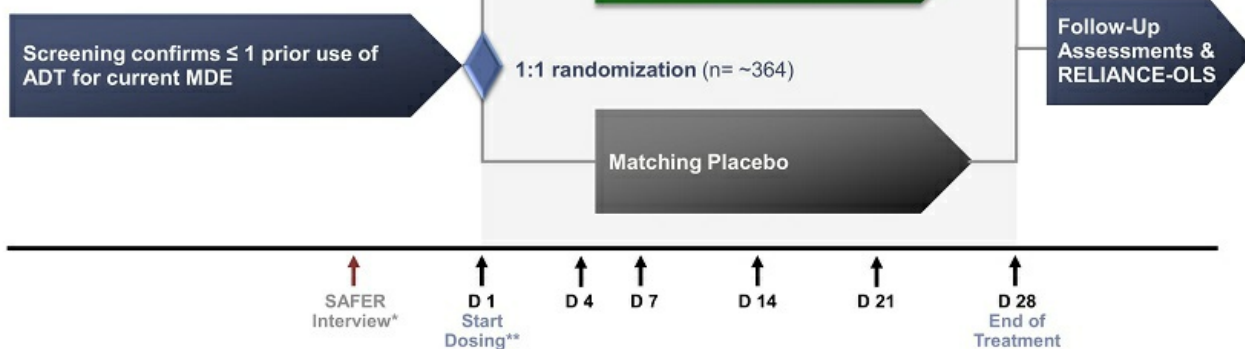 Screening confirms ≤ 1 prior use of
ADT for current MDE
1:1 randomization (n= ~364)
Follow-Up
Assessments &
RELIANCE-OLS
Matching Placebo
SAFER
Interview*
D 1
Start
Dosing**
D 4
D 7
D 14
D 21
D 28
End of
Treatment